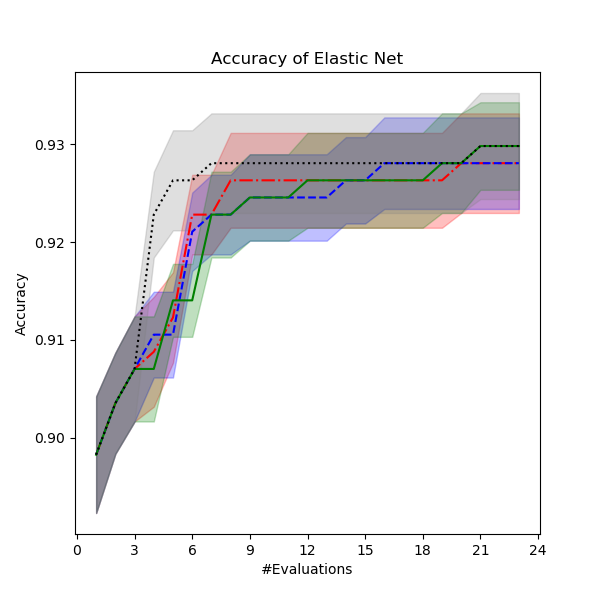 Accuracy of Elastic Net
0.93
0.92
0.91
0.90
Accuracy
0 3 6 9 12 15 18 21 24
#Evaluations